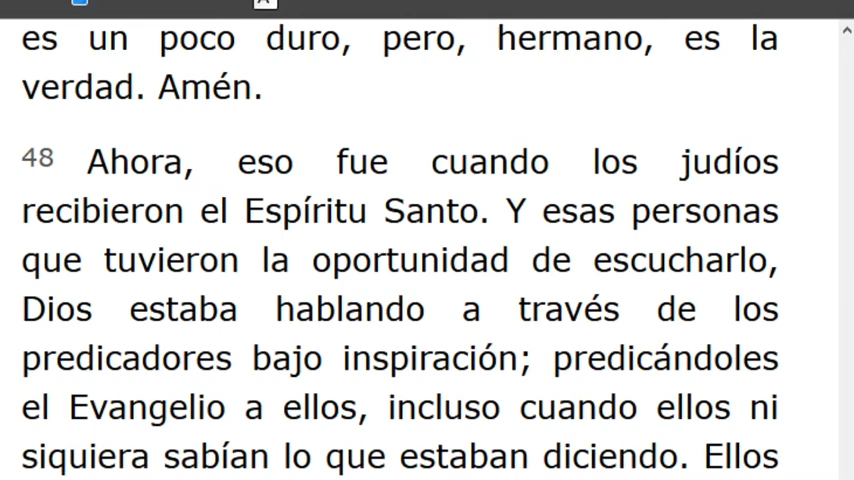 es un poco duro, pero, hermano, es la
verdad. Amén.
48 Ahora, eso fue cuando los judíos
recibieron el Espíritu Santo. Y esas personas
que tuvieron la oportunidad de escucharlo,
Dios estaba hablando a través de los
predicadores bajo inspiración; predicándoles
el Evangelio a ellos, incluso cuando ellos ni
siquiera sabían lo que estaban diciendo. Ellos